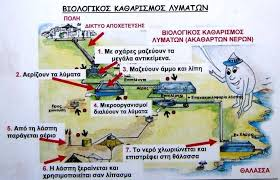 ΒΙΟΛΟΓΙΚΟΣ ΚΑΘΑΡΙΣΜΟΣ ΛΥΜΑΤΩΝ
ΠΟΛΗ
ΔΙΚΤΥΟ ΑΠΟΧΕΤΕΥΣΗΣ
ΒΙΟΛΟΓΙΚΟΣ ΚΑΘΑΡΙΣΜΟΣ
ΛΥΜΑΤΩΝ (ΑΚΑΘΑΡΤΩΝ ΝΕΡΩΝ)
1. Με σχάρες μαζεύουν τα
μεγάλα αντικείμενα.
2. Αερίζουν τα λύματα
3. Μαζεύουν άμμο και λίπη
4. Μικροοργανισμοί
διαλύουν τα λύματα
5. Από τη λάσπη
παράγεται αέριο
7. Το νερό χλωριώνεται και
επιστρέφει στη θάλασσα
6. Η λάσπη ξεραίνεται και
χρησιμοποιείται σαν λίπασμα
ΘΑΛΑΣΣΑ